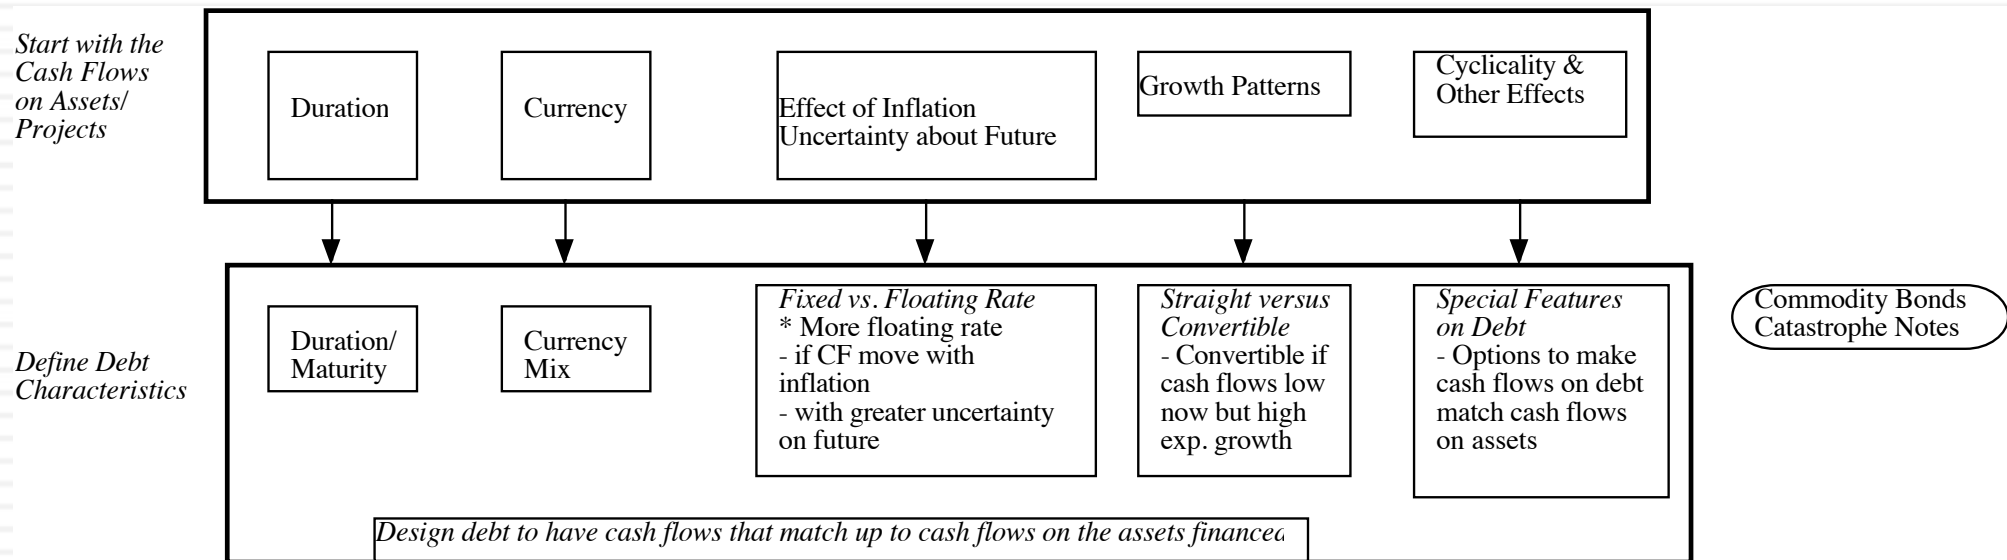 Start with the
Cash Flows
on Assets/
Projects
Duration
Currency
Effect of Inflation
Uncertainty about Future
Growth Patterns
Cyclicality &
Other Effects
Define Debt
Characteristics
Duration/
Maturity
Currency
Mix
Fixed vs. Floating Rate
* More floating rate
- if CF move with
inflation
- with greater uncertainty
on future
Straight versus
Convertible
- Convertible if
cash flows low
now but high
exp. growth
Special Features
on Debt
- Options to make
cash flows on debt
match cash flows
on assets
Commodity Bonds
Catastrophe Notes
Design debt to have cash flows that match up to cash flows on the assets financed